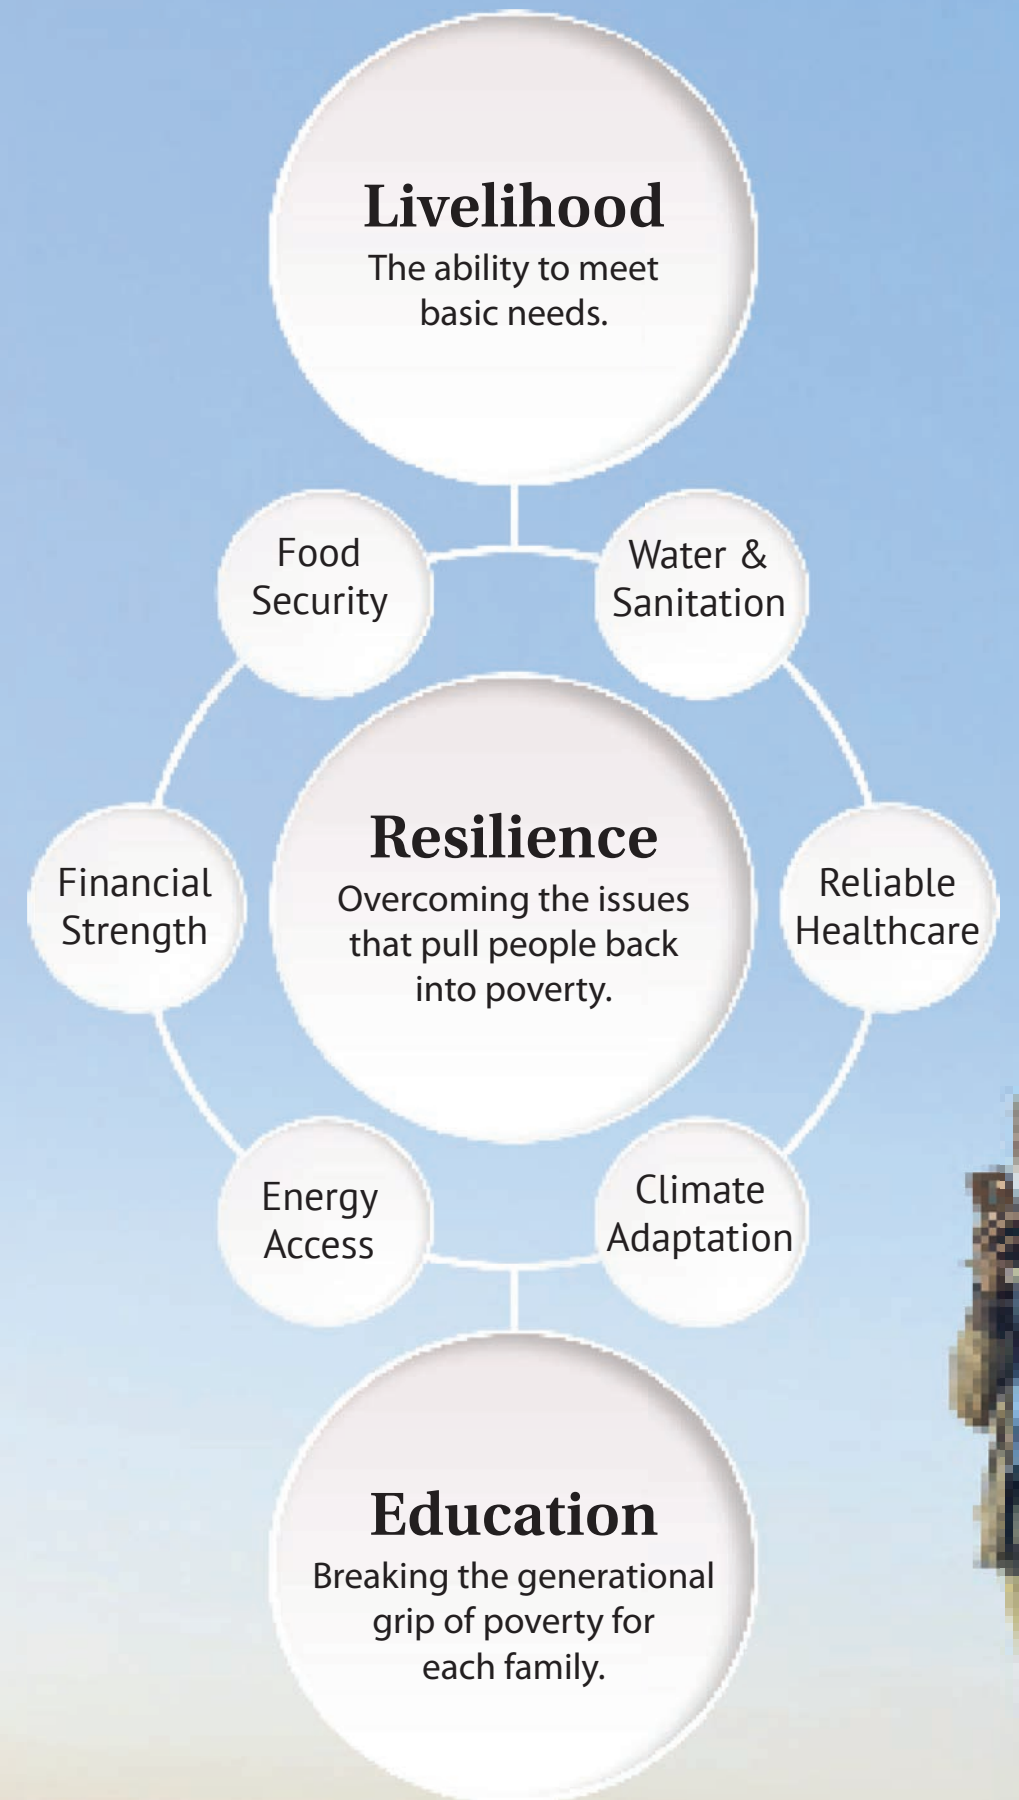 Livelihood
The ability to meet
basic needs.
Food
Security
Water &
Sanitation
Resilience
Overcoming the issues
that pull people back
into poverty.
Financial
Strength
Reliable
Healthcare
Energy
Access
Climate
Adaptation
Education
Breaking the generational
grip of poverty for
each family.